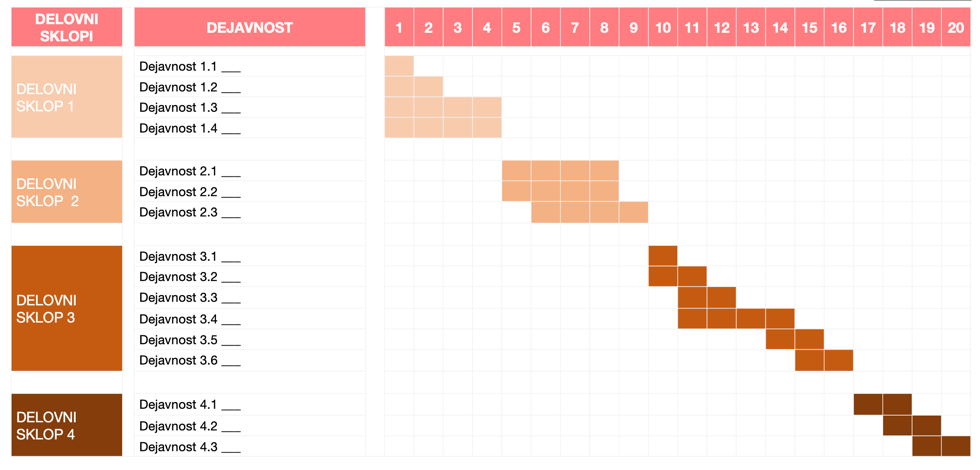 DELOVNI
SKLOPI
DEJAVNOST
1 2 3 4 5 6 7 8 9 10 11 12 13 14 15 16 17 18 19 20
DELOVNI
SKLOP 1
Dejavnost 1.1 ___
Dejavnost 1.2 ___
Dejavnost 1.3 ___
Dejavnost 1.4 ___
DELOVNI
SKLOP 2
Dejavnost 2.1 ___
Dejavnost 2.2 ___
Dejavnost 2.3 ___
DELOVNI
SKLOP 3
Dejavnost 3.1 ___
Dejavnost 3.2 ___
Dejavnost 3.3 ___
Dejavnost 3.4 ___
Dejavnost 3.5 ___
Dejavnost 3.6 ___
DELOVNI
SKLOP 4
Dejavnost 4.1 ___
Dejavnost 4.2 ___
Dejavnost 4.3 ___